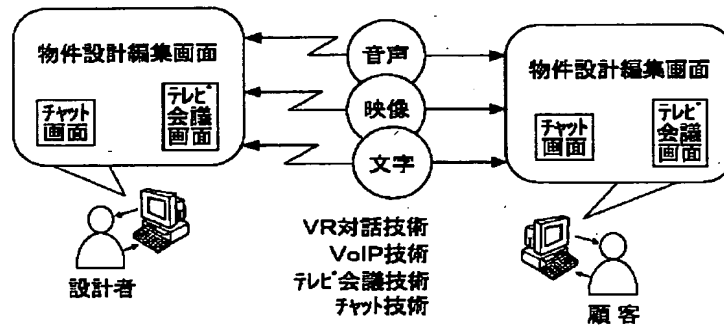 物件設計編集画面
チャット
画面
テレビ
会議
画面
設計者
音声
映像
文字
VR対話技術
VoIP技術
テレビ会議技術
チャット技術
物件設計編集画面
チャット
画面
テレビ
会議
画面
顧客